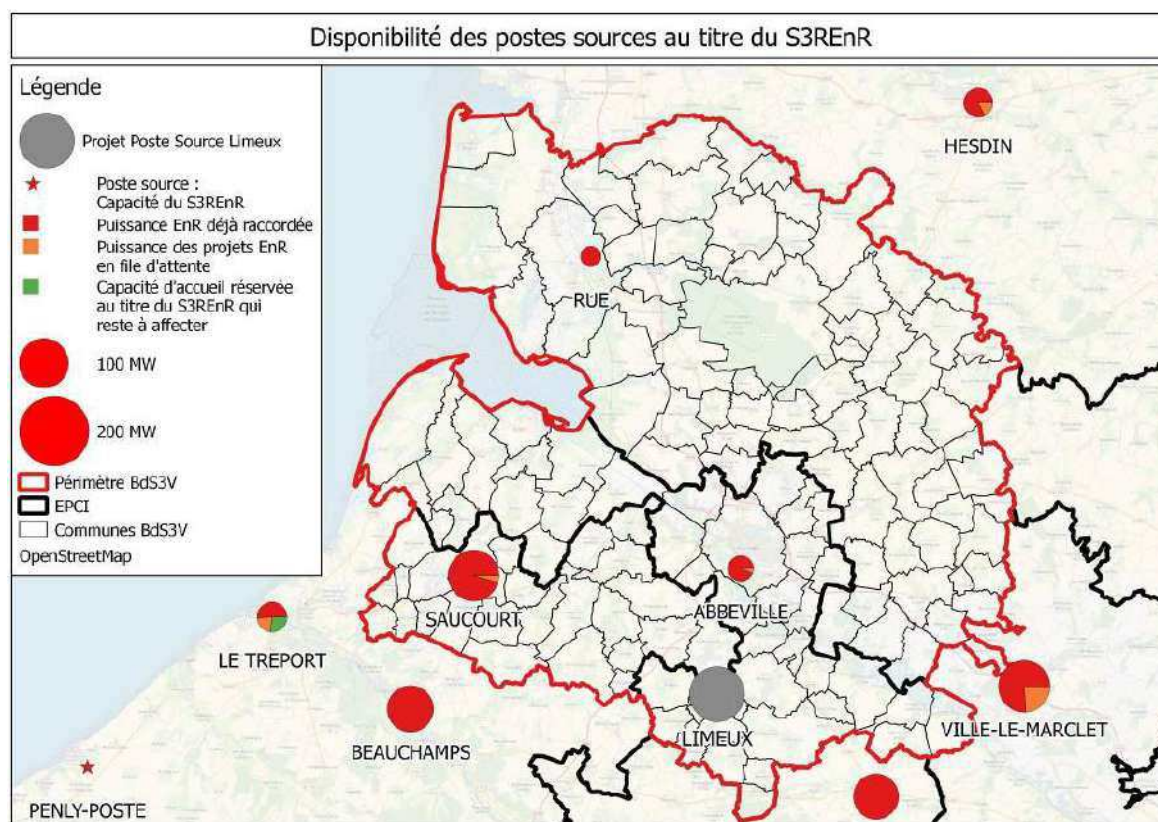 Disponibilité des postes sources au titre du S3REnR
Légende
Projet Poste Source Limeux
Poste source :
Capacité du S3REnR
Puissance EnR déjà raccordée
Puissance des projets EnR
en file d'attente
Capacité d'accueil réservée
au titre du S3REnR qui
reste à affecter
100 MW
200 MW
Périmètre BdS3V
EPCI
Communes BdS3V
OpenStreetMap
HESDIN
RUE
ABBEVILLE
SAUCOURT
LE TREPORT
BEAUCHAMPS
LIMEUX
VILLE-LE-MARCLET
PENLY-POSTE